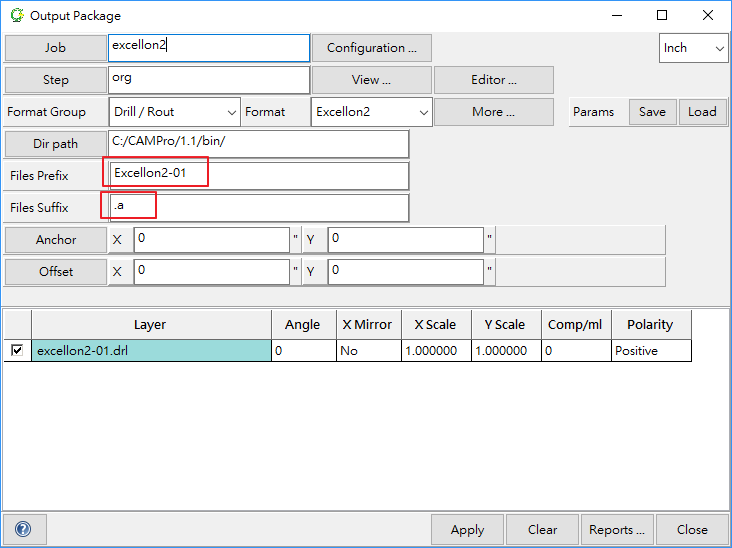 Output Package
Job excellon2 Configuration ... Inch
Step org View ... Editor ...
Format Group Drill / Rout Format Excellon2 More ... Params Save Load
Dir path C:/CAMPro/1.1/bin/
Files Prefix Excellon2-01
Files Suffix .a
Anchor X 0 " Y 0 "
Offset X 0 " Y 0 "
Layer Angle X Mirror X Scale Y Scale Comp/ml Polarity
excellon2-01.drl 0 No 1.000000 1.000000 0 Positive
? Apply Clear Reports ... Close